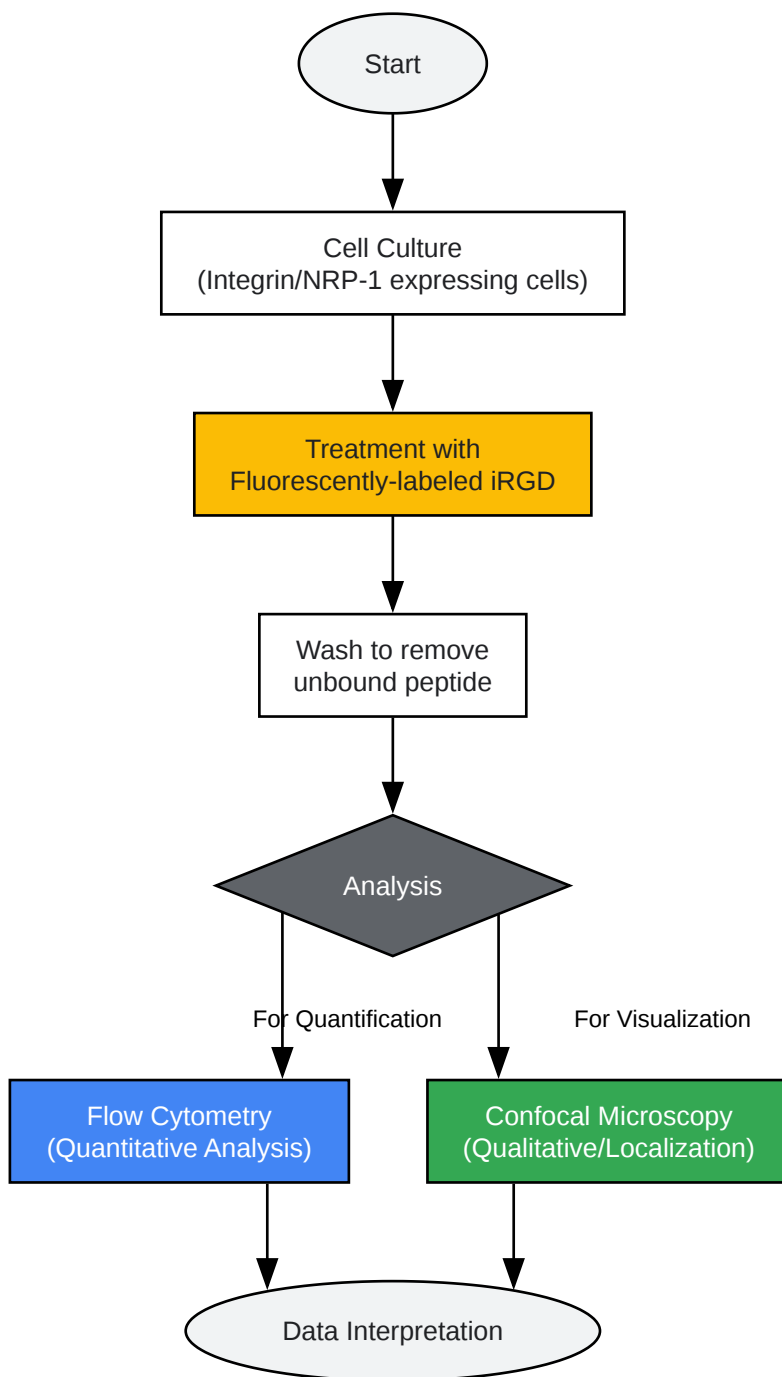 Start
Cell Culture
(Integrin/NRP-1 expressing cells)
Treatment with
Fluorescently-labeled iRGD
Wash to remove
unbound peptide
Analysis
For Quantification
For Visualization
Flow Cytometry
(Quantitative Analysis)
Confocal Microscopy
(Qualitative/Localization)
Data Interpretation